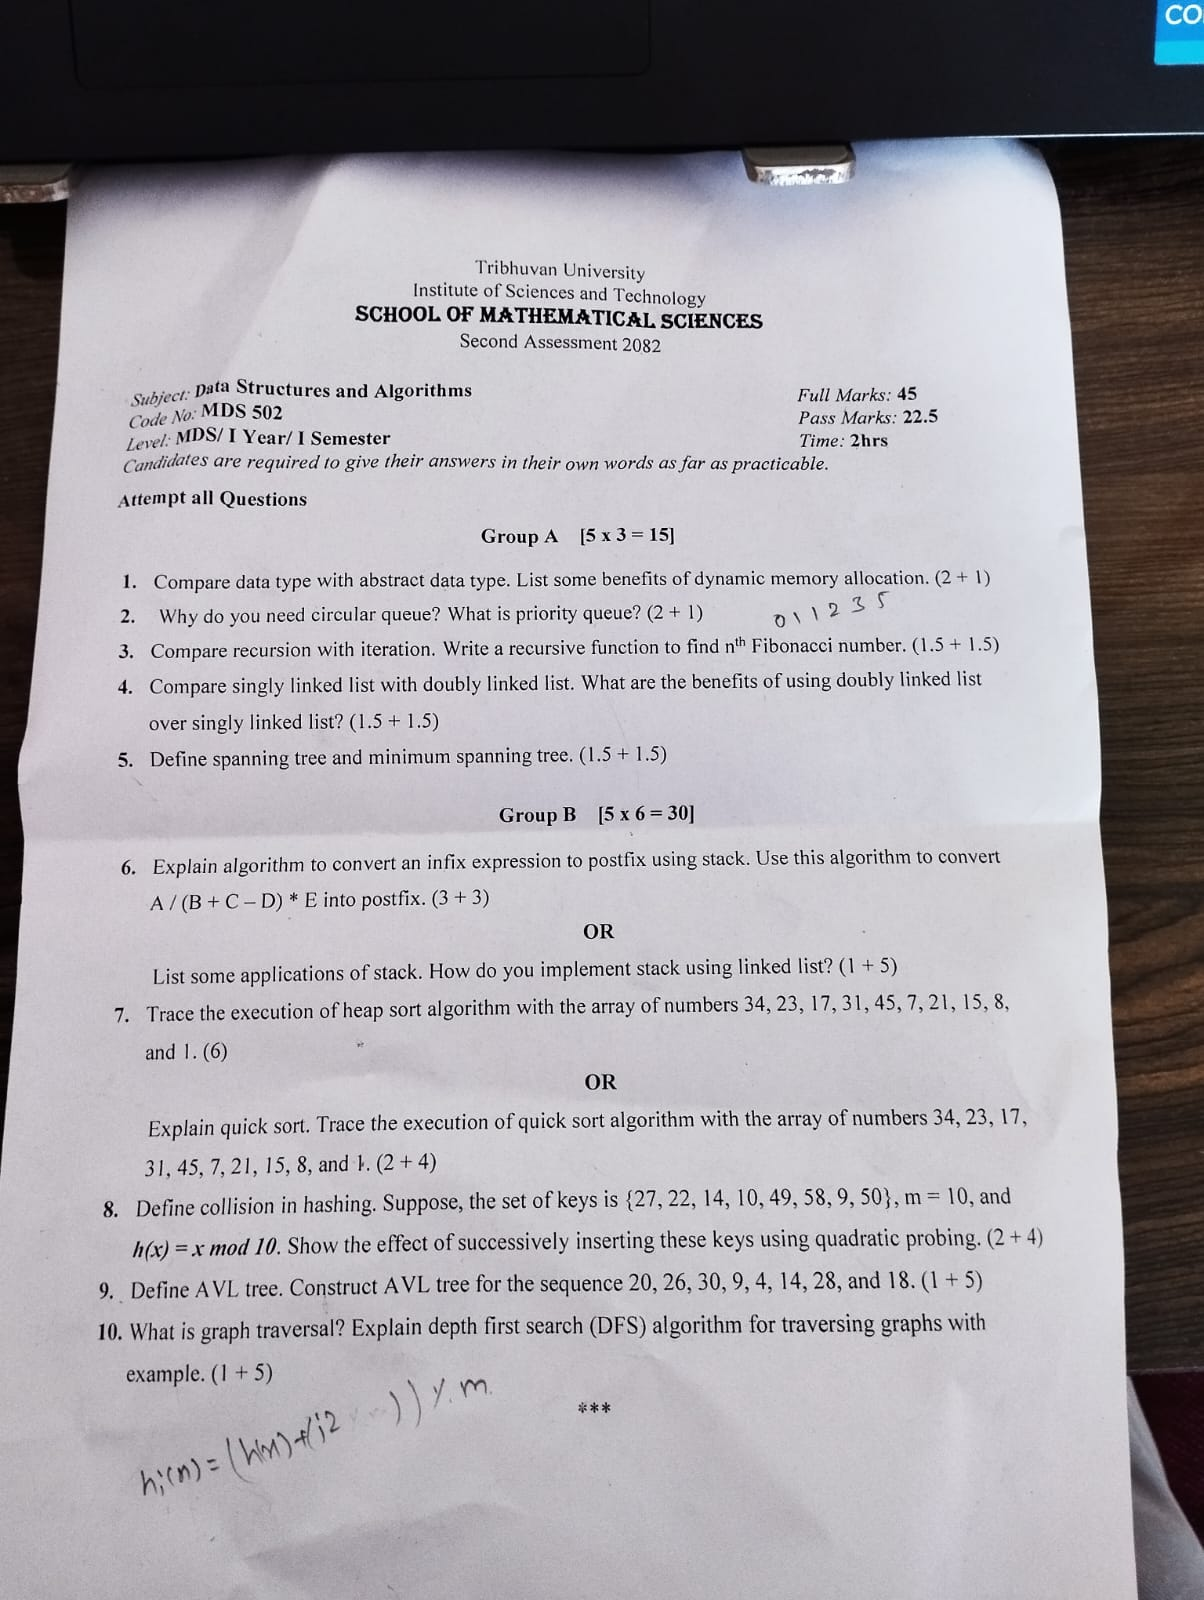 CO
Tribhuvan University
Institute of Sciences and Technology
SCHOOL OF MATHEMATICAL SCIENCES
Second Assessment 2082
Subject: Data Structures and Algorithms
Full Marks: 45
Code No: MDS 502
Pass Marks: 22.5
Level: MDS/ I Year/ I Semester
Time: 2hrs
Candidates are required to give their answers in their own words as far as practicable.
Attempt all Questions
Group A [5 x 3 = 15]
1. Compare data type with abstract data type. List some benefits of dynamic memory allocation. (2 + 1)
2. Why do you need circular queue? What is priority queue? (2 + 1)
0 1 1 2 3 5
3. Compare recursion with iteration. Write a recursive function to find nth Fibonacci number. (1.5 + 1.5)
4. Compare singly linked list with doubly linked list. What are the benefits of using doubly linked list
over singly linked list? (1.5 + 1.5)
5. Define spanning tree and minimum spanning tree. (1.5 + 1.5)
Group B [5 x 6 = 30]
6. Explain algorithm to convert an infix expression to postfix using stack. Use this algorithm to convert
A / (B + C – D) * E into postfix. (3 + 3)
OR
List some applications of stack. How do you implement stack using linked list? (1 + 5)
7. Trace the execution of heap sort algorithm with the array of numbers 34, 23, 17, 31, 45, 7, 21, 15, 8,
and 1. (6)
OR
Explain quick sort. Trace the execution of quick sort algorithm with the array of numbers 34, 23, 17,
31, 45, 7, 21, 15, 8, and 1. (2 + 4)
8. Define collision in hashing. Suppose, the set of keys is {27, 22, 14, 10, 49, 58, 9, 50}, m = 10, and
h(x) = x mod 10. Show the effect of successively inserting these keys using quadratic probing. (2 + 4)
9. Define AVL tree. Construct AVL tree for the sequence 20, 26, 30, 9, 4, 14, 28, and 18. (1 + 5)
10. What is graph traversal? Explain depth first search (DFS) algorithm for traversing graphs with
example. (1 + 5)
***
hi(n) = (h(n) + (i2 )) % m.